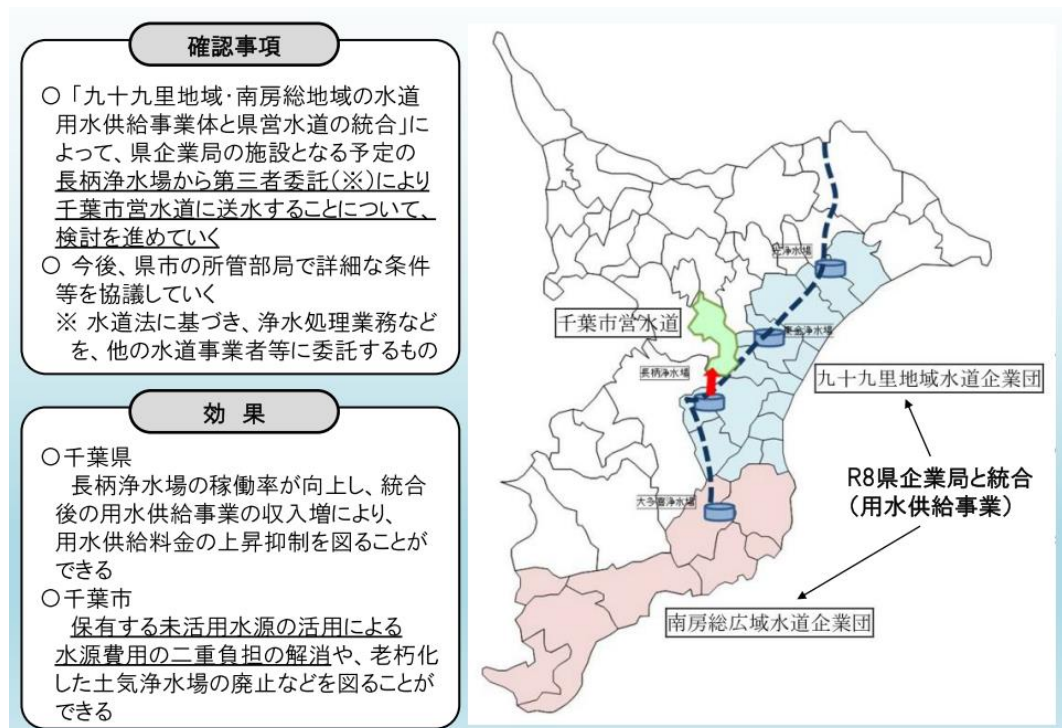 確認事項
○ 「九十九里地域・南房総地域の水道
用水供給事業体と県営水道の統合」に
よって、県企業局の施設となる予定の
長柄浄水場から第三者委託(※)により
千葉市営水道に送水することについて、
検討を進めていく
○ 今後、県市の所管部局で詳細な条件
等を協議していく
※ 水道法に基づき、浄水処理業務など
を、他の水道事業者等に委託するもの
効 果
○千葉県
長柄浄水場の稼働率が向上し、統合
後の用水供給事業の収入増により、
用水供給料金の上昇抑制を図ることが
できる
○千葉市
保有する未活用水源の活用による
水源費用の二重負担の解消や、老朽化
した土気浄水場の廃止などを図ることが
できる
浄水場
千葉市営水道
東金浄水場
長柄浄水場
九十九里地域水道企業団
R8県企業局と統合
(用水供給事業)
大多喜浄水場
南房総広域水道企業団